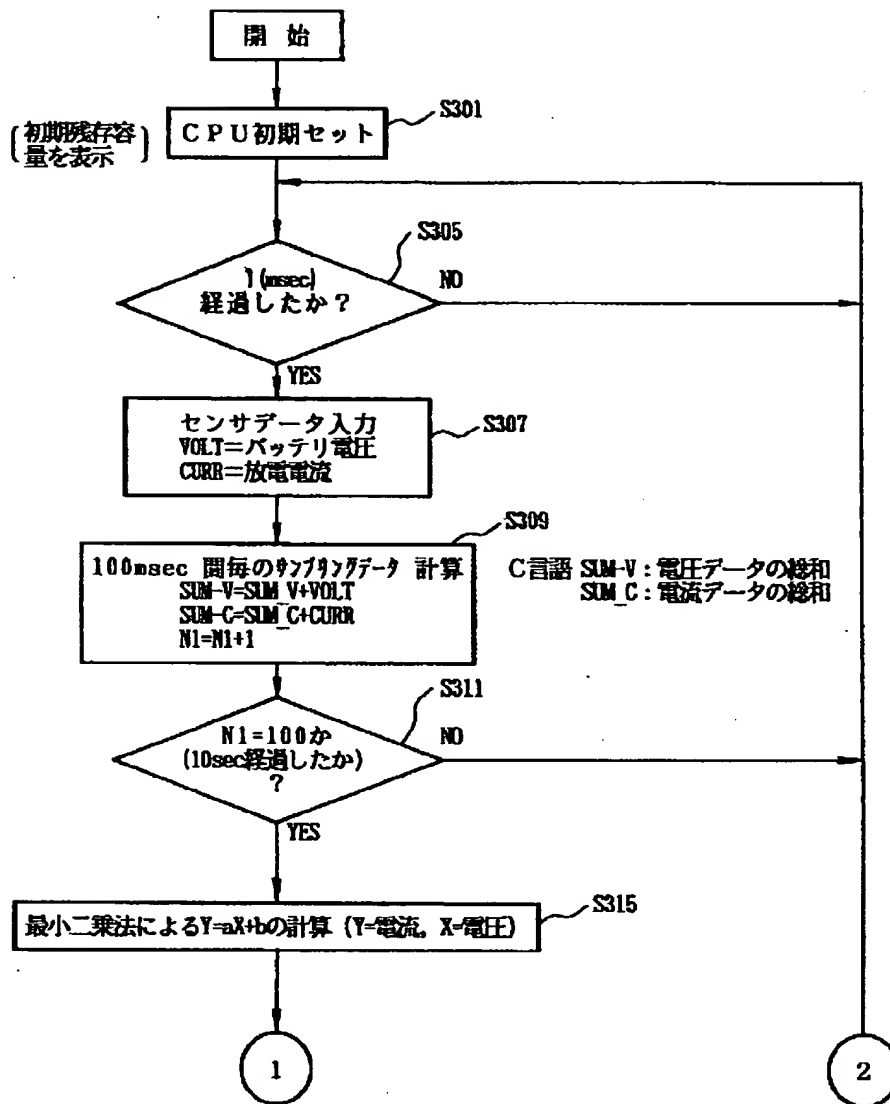 開始
S301
CPU初期セット
初期残存容
量を表示
S305
1(msec)
経過したか?
NO
YES
センサデータ入力
VOLT=バッテリ電圧
CURR=放電電流
S307
S309
100msec 間毎のサンプリングデータ 計算
SUM-V=SUM_V+VOLT
SUM-C=SUM_C+CURR
N1=N1+1
C言語 SUM-V:電圧データの総和
SUM_C:電流データの総和
S311
N1=100か
(10sec経過したか)
?
NO
YES
S315
最小二乗法によるY=aX+bの計算 (Y=電流, X=電圧)
1
2